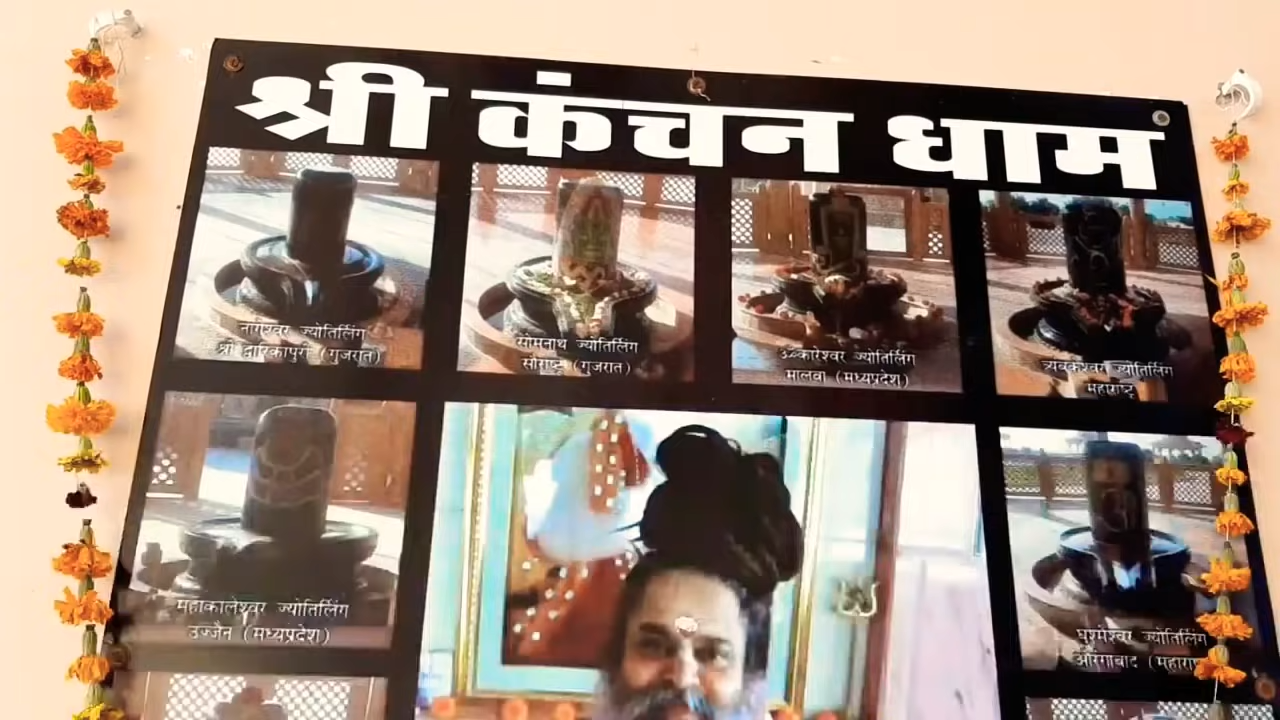 श्री कंचन धाम
नागेश्वर ज्योतिर्लिंग
श्री द्वारिकापुरी (गुजरात)
सोमनाथ ज्योतिर्लिंग
सौराष्ट्र (गुजरात)
ज्योतिर्लिंग
मालवा (मध्यप्रदेश)
त्र्यंबकेश्वर ज्योतिर्लिंग
महाराष्ट्र
महाकालेश्वर ज्योतिर्लिंग
उज्जैन (मध्यप्रदेश)
घुश्मेश्वर ज्योतिर्लिंग
औरंगाबाद